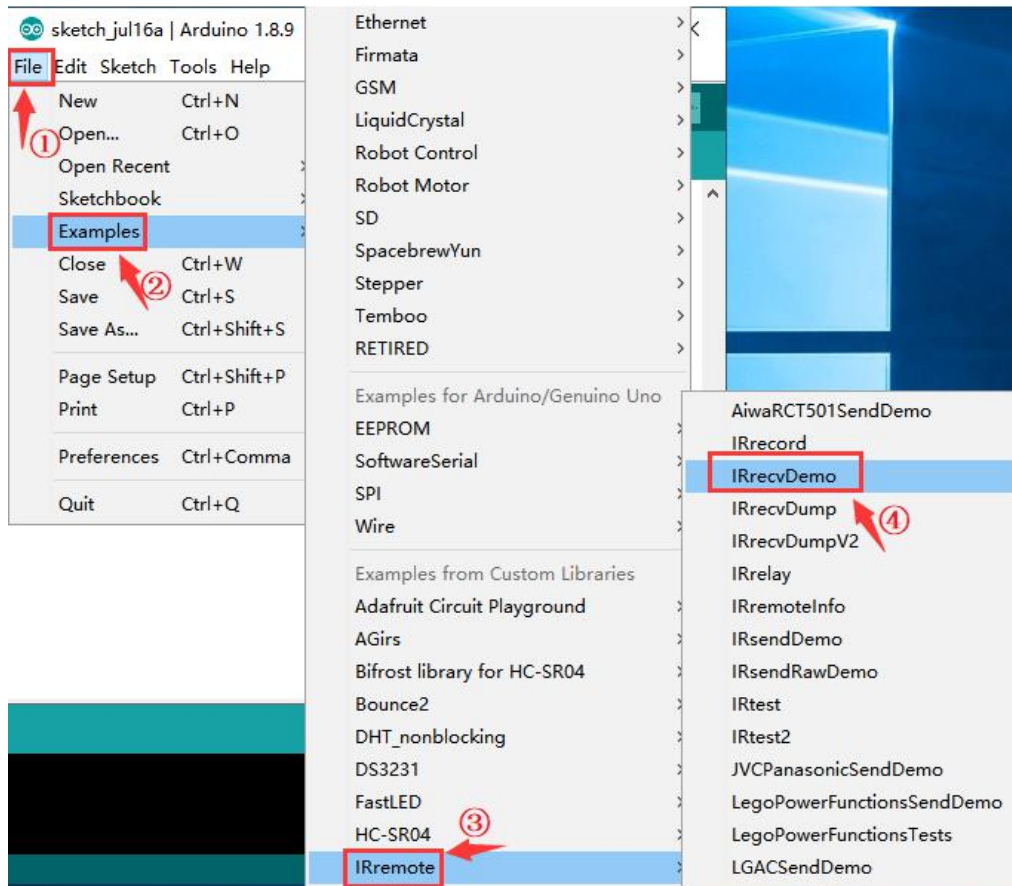 sketch_jul16a | Arduino 1.8.9
File Edit Sketch Tools Help
①
New Ctrl+N
Open... Ctrl+O
Open Recent
Sketchbook
Examples
②
Close Ctrl+W
Save Ctrl+S
Save As... Ctrl+Shift+S
Page Setup Ctrl+Shift+P
Print Ctrl+P
Preferences Ctrl+Comma
Quit Ctrl+Q
Ethernet
Firmata
GSM
LiquidCrystal
Robot Control
Robot Motor
SD
SpacebrewYun
Stepper
Temboo
RETIRED
Examples for Arduino/Genuino Uno
EEPROM
SoftwareSerial
SPI
Wire
Examples from Custom Libraries
Adafruit Circuit Playground
AGirs
Bifrost library for HC-SR04
Bounce2
DHT_nonblocking
DS3231
FastLED
HC-SR04
③
IRremote
AiwaRCT501SendDemo
IRrecord
IRrecvDemo
④
IRrecvDump
IRrecvDumpV2
IRrelay
IRremoteInfo
IRsendDemo
IRsendRawDemo
IRtest
IRtest2
JVCPanasonicSendDemo
LegoPowerFunctionsSendDemo
LegoPowerFunctionsTests
LGACSendDemo